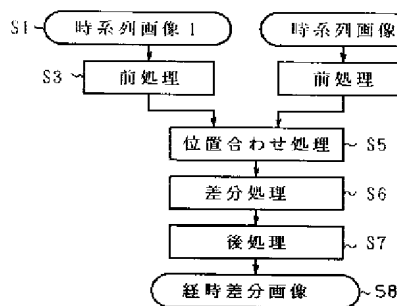 S1
時系列画像1
時系列画像
S3
前処理
前処理
位置合わせ処理
S5
差分処理
S6
後処理
S7
経時差分画像
S8